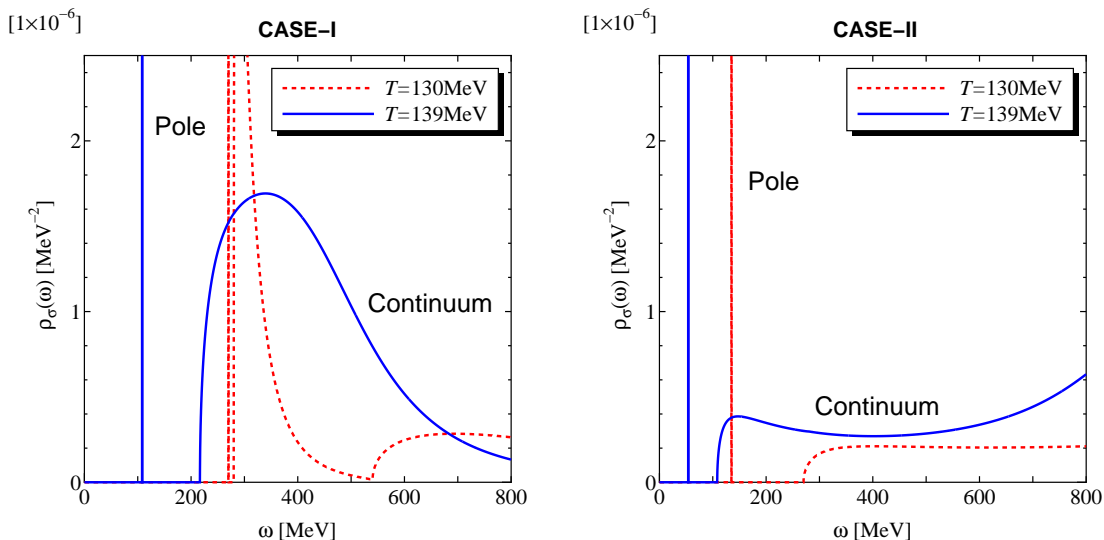 [1×10⁻⁶]
CASE−I
T=130MeV
T=139MeV
Pole
Continuum
2
1
0
ρσ(ω) [MeV⁻²]
0 200 400 600 800
ω [MeV]
[1×10⁻⁶]
CASE−II
T=130MeV
T=139MeV
Pole
Continuum
2
1
0
ρσ(ω) [MeV⁻²]
0 200 400 600 800
ω [MeV]